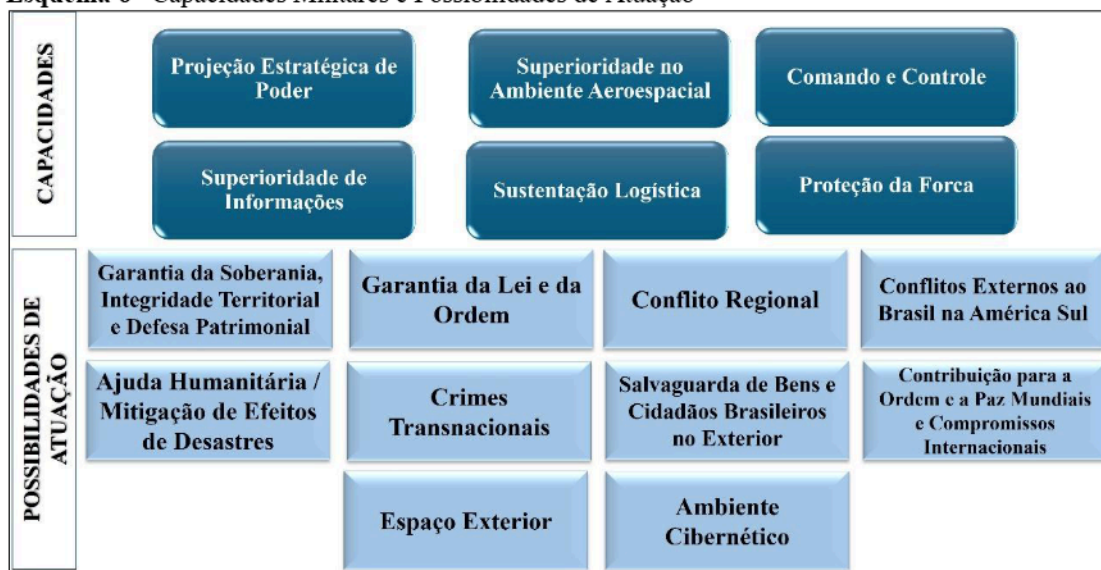 Esquema 6 - Capacidades Militares e Possibilidades de Atuação
CAPACIDADES
Projeção Estratégica de
Poder
Superioridade no
Ambiente Aeroespacial
Comando e Controle
Superioridade de
Informações
Sustentação Logística
Proteção da Forca
POSSIBILIDADES DE
ATUAÇÃO
Garantia da Soberania,
Integridade Territorial
e Defesa Patrimonial
Garantia da Lei e da
Ordem
Conflito Regional
Conflitos Externos ao
Brasil na América Sul
Ajuda Humanitária /
Mitigação de Efeitos
de Desastres
Crimes
Transnacionais
Salvaguarda de Bens e
Cidadãos Brasileiros
no Exterior
Contribuição para a
Ordem e a Paz Mundiais
e Compromissos
Internacionais
Espaço Exterior
Ambiente
Cibernético